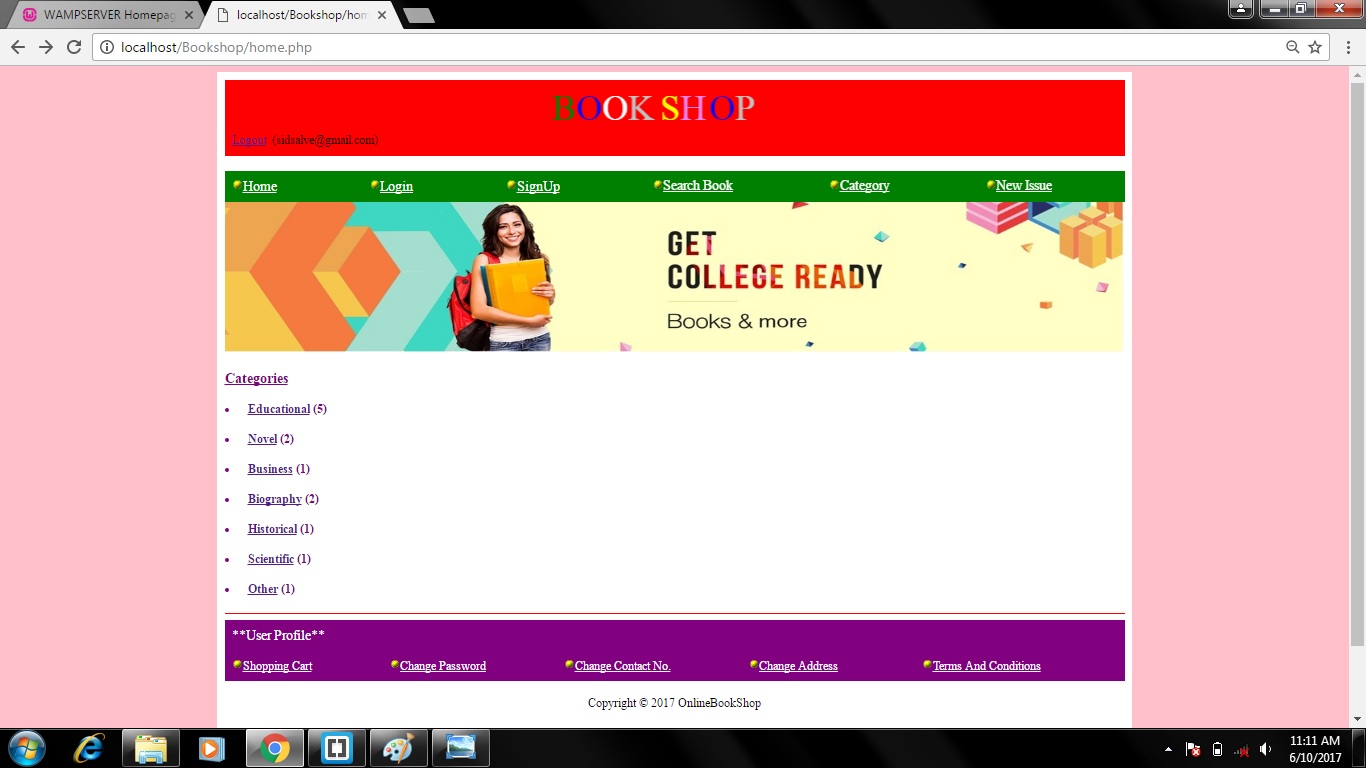 WAMPSERVER Homepag
localhost/Bookshop/hom
localhost/Bookshop/home.php
BOOK SHOP
Logout (sidsalve@gmail.com)
Home Login SignUp Search Book Category New Issue
GET
COLLEGE READY
Books & more
Categories
• Educational (5)
• Novel (2)
• Business (1)
• Biography (2)
• Historical (1)
• Scientific (1)
• Other (1)
**User Profile**
Shopping Cart Change Password Change Contact No. Change Address Terms And Conditions
Copyright © 2017 OnlineBookShop
11:11 AM
6/10/2017